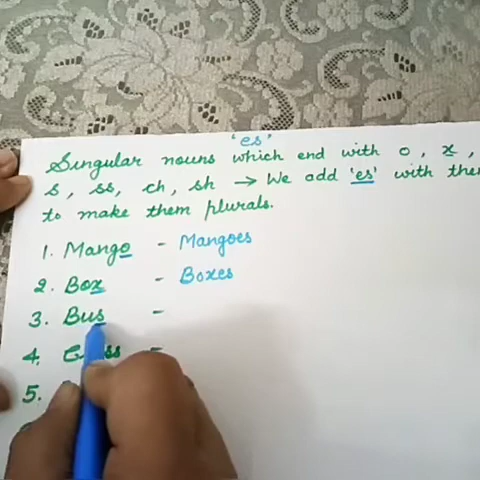 'es'
Singular nouns which end with o, x,
s, ss, ch, sh → We add 'es' with
to make them plurals.
1. Mango - Mangoes
2. Box - Boxes
3. Bus -
4. -
5.